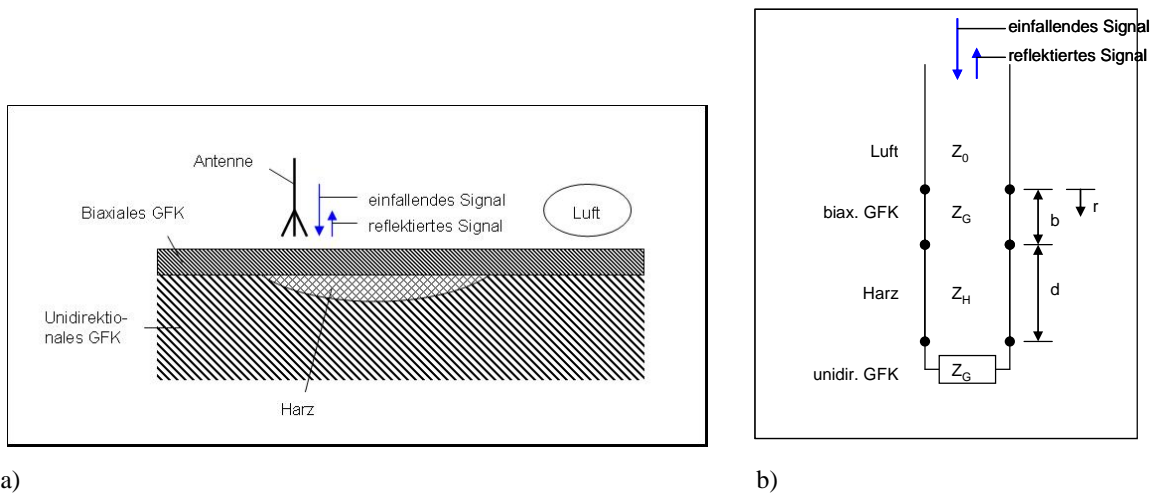 Antenne
Biaxiales GFK
einfallendes Signal
reflektiertes Signal
Luft
Unidirektio-
nales GFK
Harz
a)
einfallendes Signal
reflektiertes Signal
Luft Z0
biax. GFK ZG b r
Harz ZH d
unidir. GFK ZG
b)